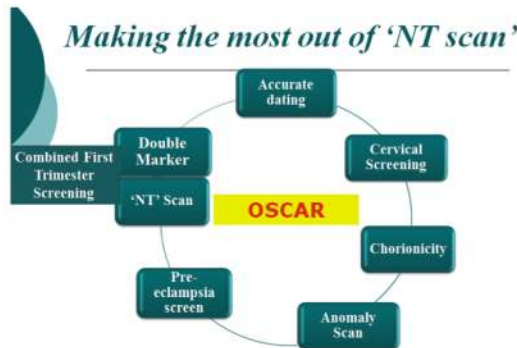 Making the most out of ‘NT scan’
Accurate
dating
Double
Marker
Cervical
Screening
Combined First
Trimester
Screening
‘NT’ Scan
OSCAR
Chorionicity
Pre-
eclampsia
screen
Anomaly
Scan